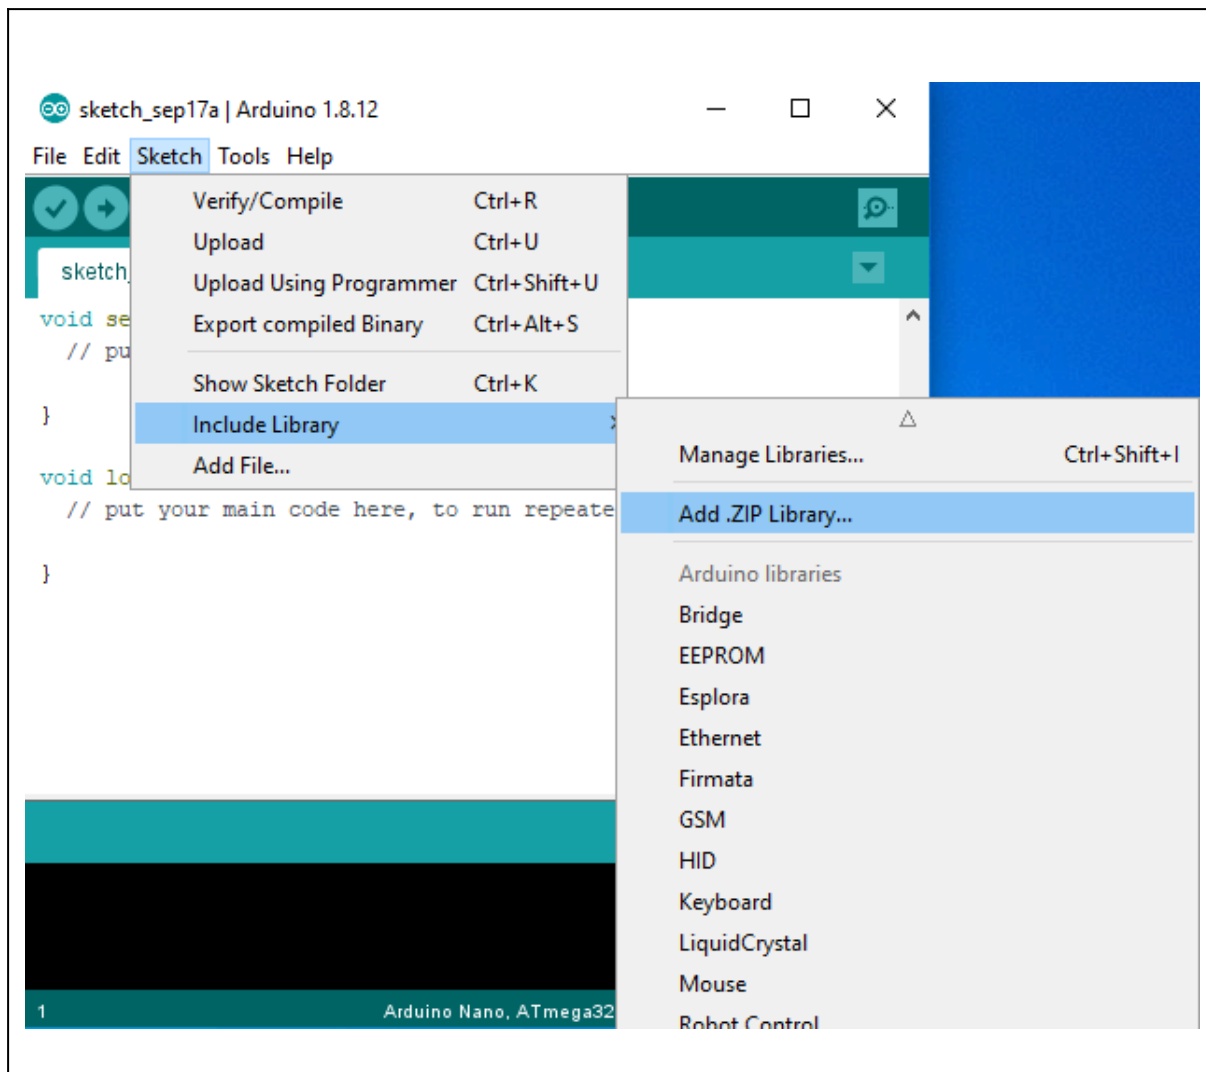 sketch_sep17a | Arduino 1.8.12
File Edit Sketch Tools Help
Verify/Compile Ctrl+R
Upload Ctrl+U
Upload Using Programmer Ctrl+Shift+U
Export compiled Binary Ctrl+Alt+S
Show Sketch Folder Ctrl+K
Include Library
Add File...
sketch_
void se
// pu
}
void lo
// put your main code here, to run repeate
}
Manage Libraries... Ctrl+Shift+I
Add .ZIP Library...
Arduino libraries
Bridge
EEPROM
Esplora
Ethernet
Firmata
GSM
HID
Keyboard
LiquidCrystal
Mouse
Robot Control
1 Arduino Nano, ATmega32